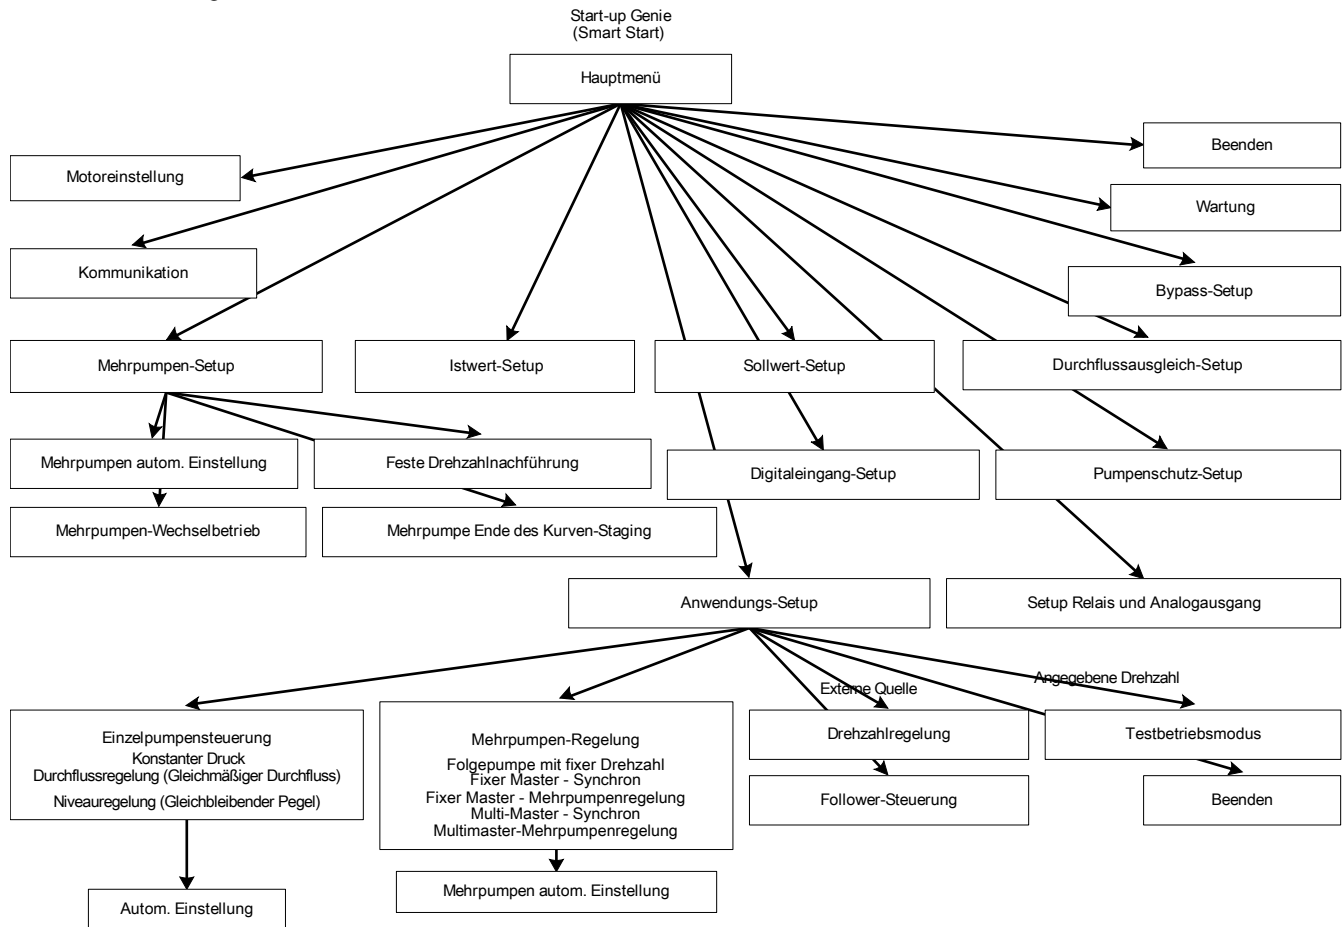 Start-up Genie
(Smart Start)
Hauptmenü
Beenden
Motoreinstellung
Wartung
Kommunikation
Bypass-Setup
Mehrpumpen-Setup
Istwert-Setup
Sollwert-Setup
Durchflussausgleich-Setup
Mehrpumpen autom. Einstellung
Feste Drehzahlnachführung
Digitaleingang-Setup
Pumpenschutz-Setup
Mehrpumpen-Wechselbetrieb
Mehrpumpe Ende des Kurven-Staging
Anwendungs-Setup
Setup Relais und Analogausgang
Externe Quelle
Angegebene Drehzahl
Einzelpumpensteuerung
Konstanter Druck
Durchflussregelung (Gleichmäßiger Durchfluss)
Niveauregelung (Gleichbleibender Pegel)
Mehrpumpen-Regelung
Folgepumpe mit fixer Drehzahl
Fixer Master - Synchron
Fixer Master - Mehrpumpenregelung
Multi-Master - Synchron
Multimaster-Mehrpumpenregelung
Drehzahlregelung
Testbetriebsmodus
Follower-Steuerung
Beenden
Mehrpumpen autom. Einstellung
Autom. Einstellung